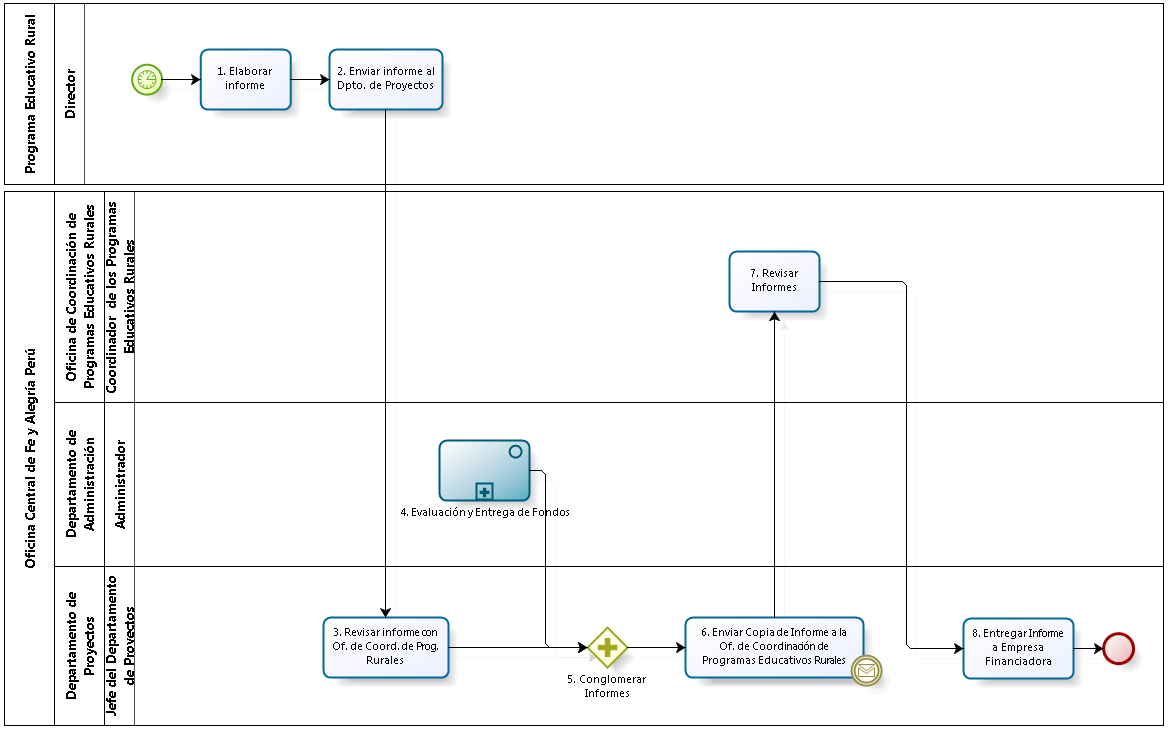 Programa Educativo Rural
Director
1. Elaborar
informe
2. Enviar informe al
Dpto. de Proyectos
Oficina Central de Fe y Alegría Perú
Oficina de Coordinación de
Programas Educativos Rurales
Coordinador de los Programas
Educativos Rurales
7. Revisar
Informes
Departamento de
Administración
Administrador
4. Evaluación y Entrega de Fondos
Departamento de
Proyectos
Jefe del Departamento
de Proyectos
3. Revisar informe con
Of. de Coord. de Prog.
Rurales
5. Conglomerar
Informes
6. Enviar Copia de Informe a la
Of. de Coordinación de
Programas Educativos Rurales
8. Entregar Informe
a Empresa
Financiadora